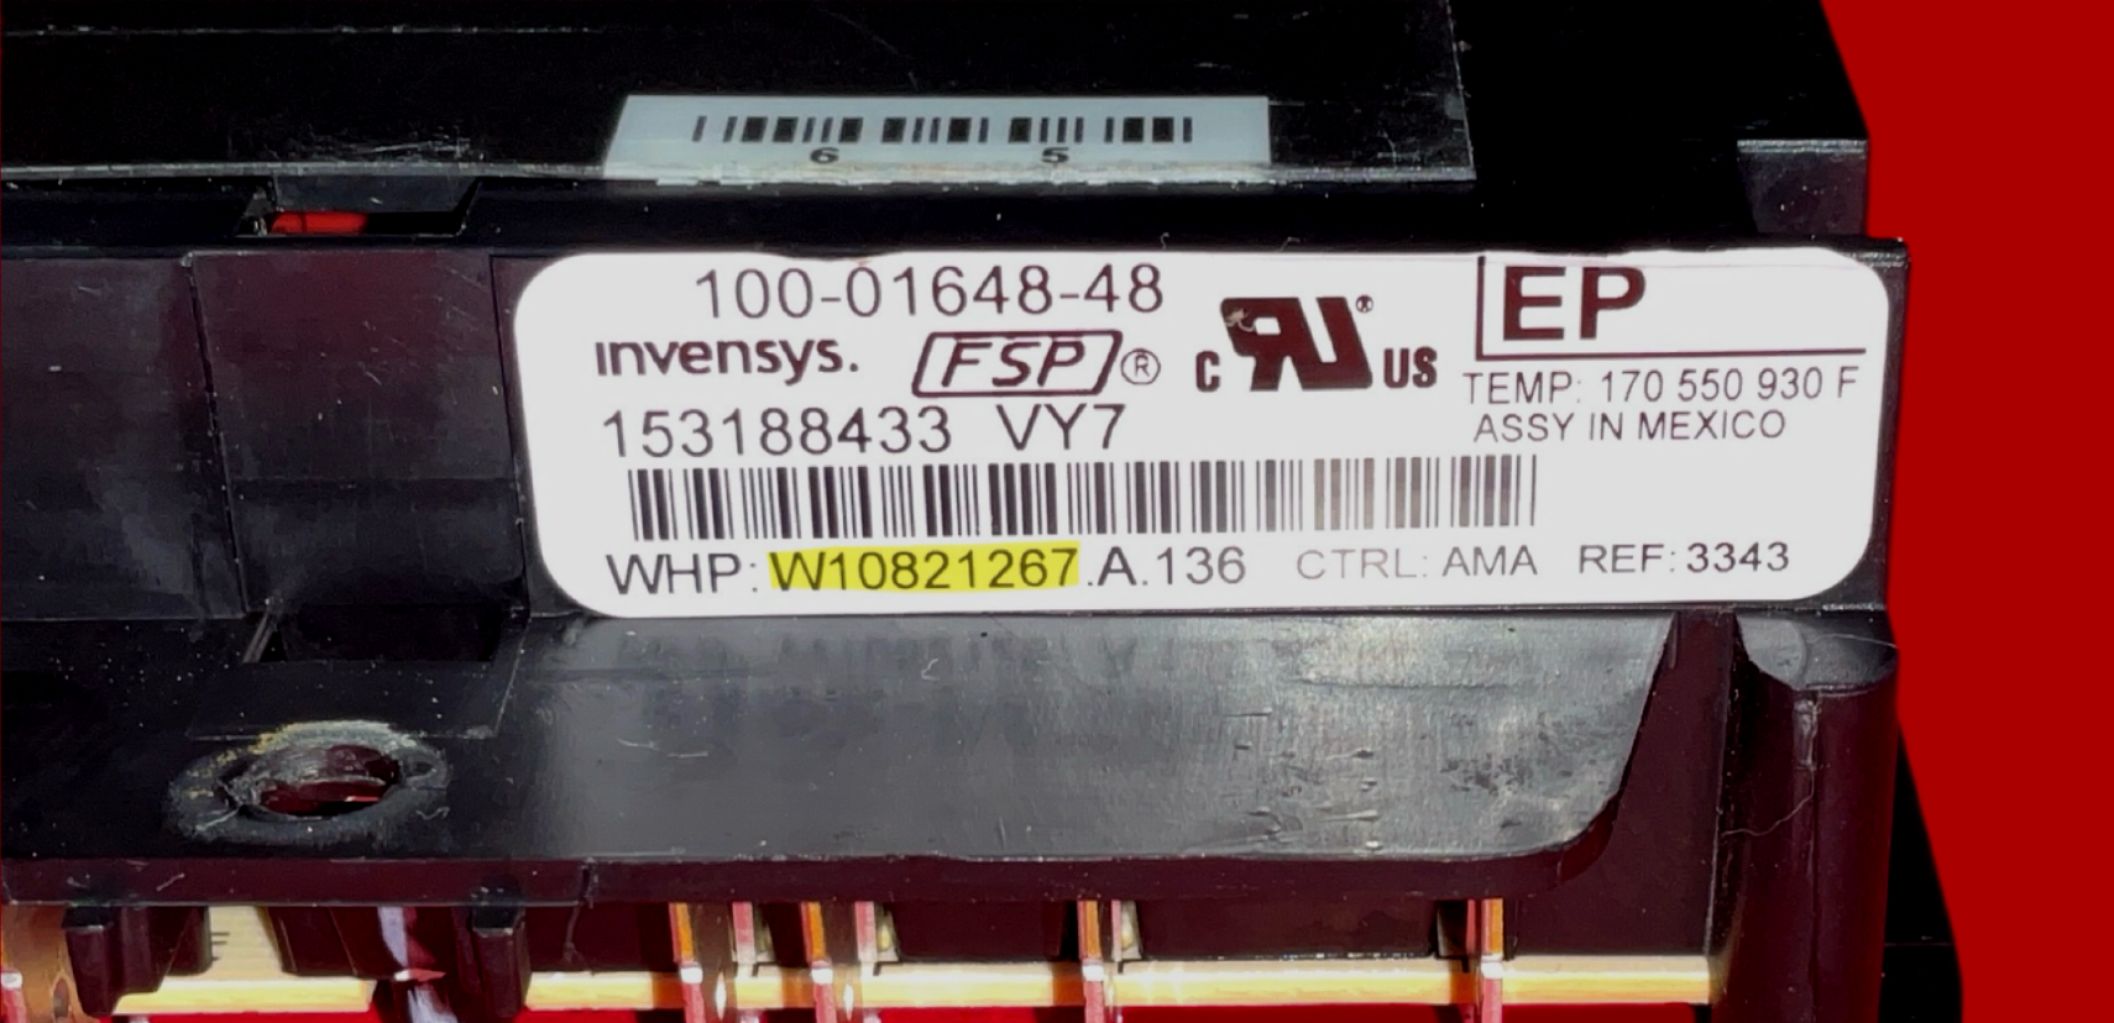 6 5
100-01648-48
invensys. FSP® c RU® US
EP
153188433 VY7
TEMP: 170 550 930 F
ASSY IN MEXICO
WHP: W10821267.A.136 CTRL: AMA REF: 3343